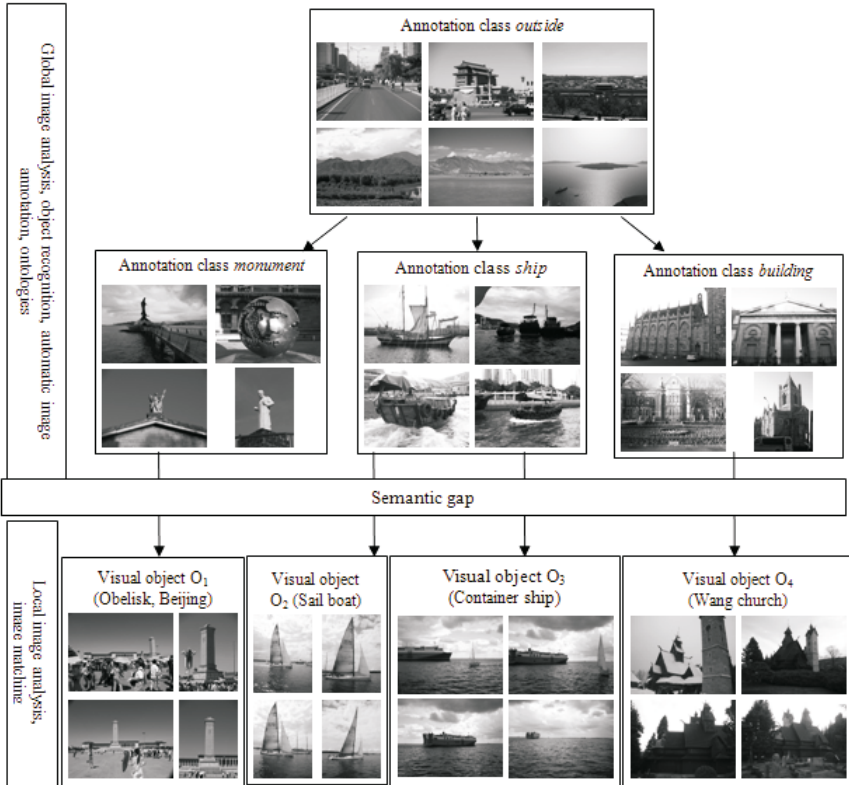 Global image analysis, object recognition, automatic image
annotation, ontologies
Annotation class outside
Annotation class monument
Annotation class ship
Annotation class building
Semantic gap
Local image analysis,
image matching
Visual object O₁
(Obelisk, Beijing)
Visual object
O₂ (Sail boat)
Visual object O₃
(Container ship)
Visual object O₄
(Wang church)